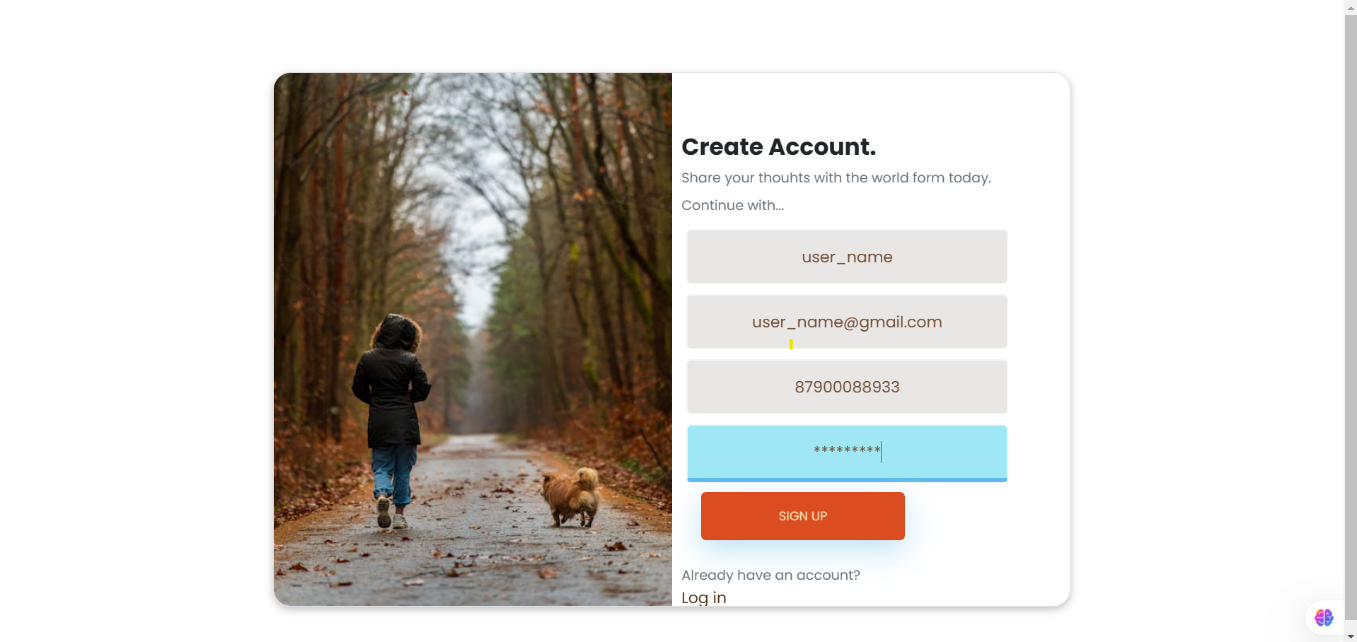 Create Account.
Share your thouhts with the world form today.
Continue with...
user_name
user_name@gmail.com
87900088933
*********
SIGN UP
Already have an account?
Log in